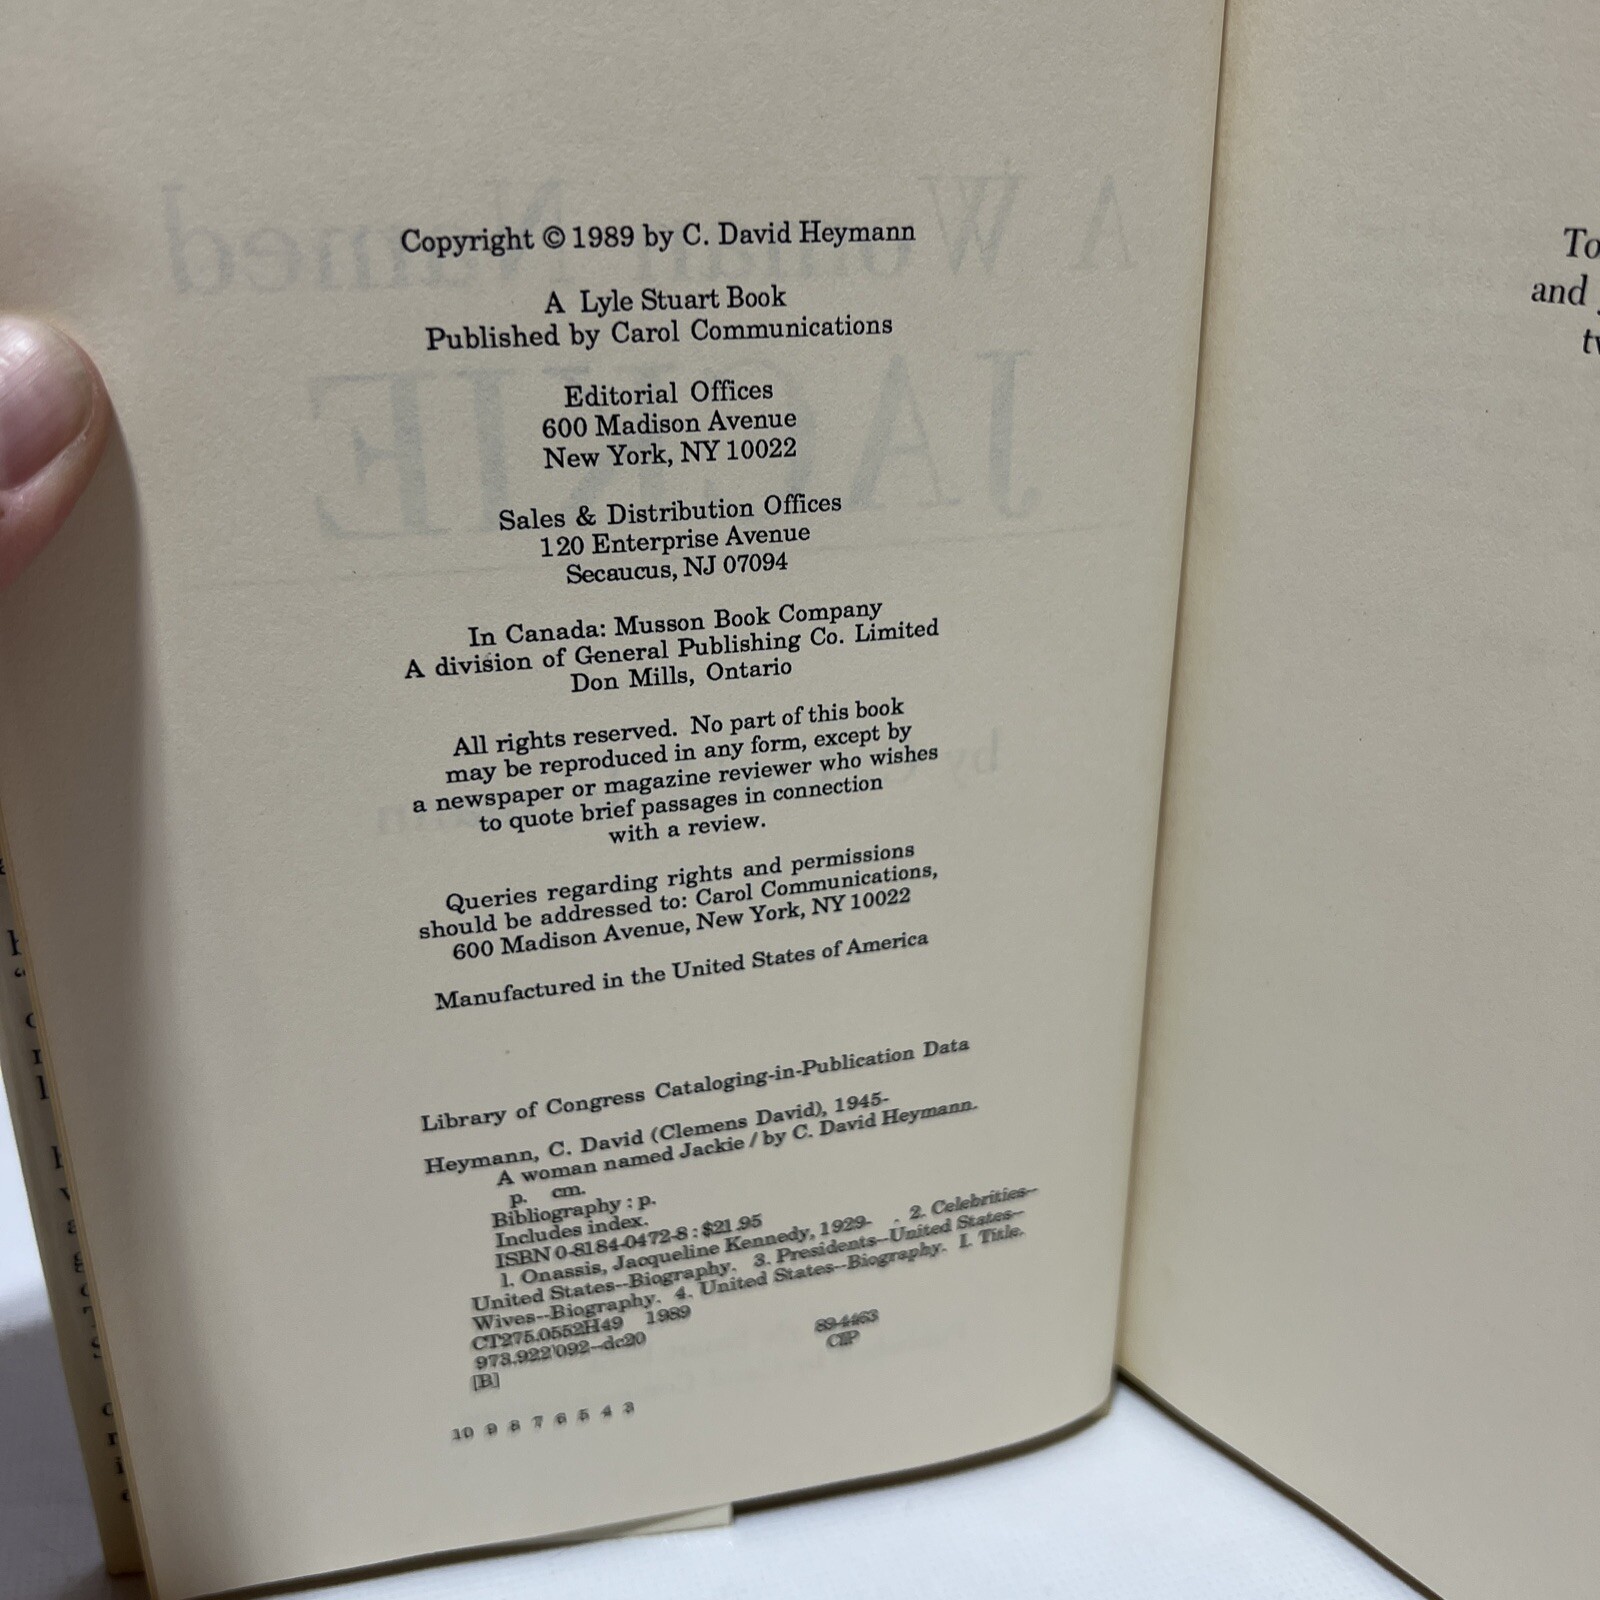 Copyright © 1989 by C. David Heymann
A Lyle Stuart Book
Published by Carol Communications
Editorial Offices
600 Madison Avenue
New York, NY 10022
Sales & Distribution Offices
120 Enterprise Avenue
Secaucus, NJ 07094
In Canada: Musson Book Company
A division of General Publishing Co. Limited
Don Mills, Ontario
All rights reserved. No part of this book
may be reproduced in any form, except by
a newspaper or magazine reviewer who wishes
to quote brief passages in connection
with a review.
Queries regarding rights and permissions
should be addressed to: Carol Communications,
600 Madison Avenue, New York, NY 10022
Manufactured in the United States of America
Library of Congress Cataloging-in-Publication Data
Heymann, C. David (Clemens David), 1945-
A woman named Jackie / by C. David Heymann.
p. cm.
Bibliography : p.
Includes index.
ISBN 0-8184-0472-8 : $21.95
1. Onassis, Jacqueline Kennedy, 1929- . 2. Celebrities--
United States--Biography. 3. Presidents--United States--
Wives--Biography. 4. United States--Biography. I. Title.
CT275.0552H49 1989
973.922'092--dc20 89-4463
[B] CIP
10 9 8 7 6 5 4 3
To
and